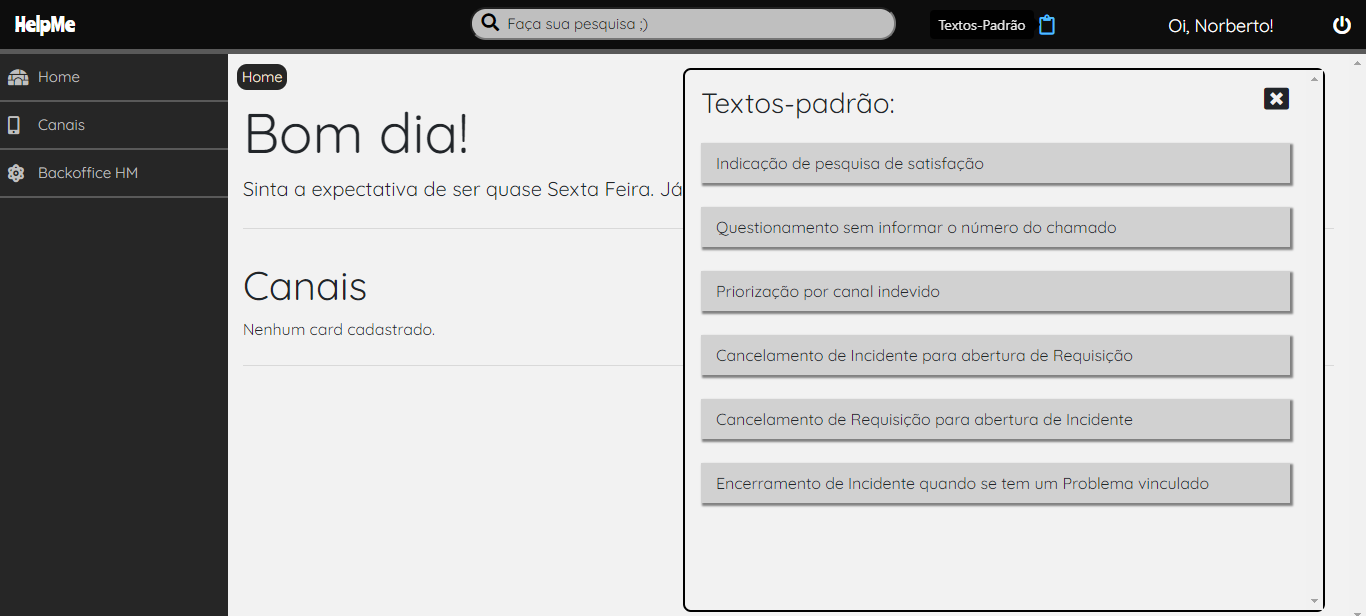 HelpMe
Faça sua pesquisa ;)
Textos-Padrão
Oi, Norberto!
Home
Canais
Backoffice HM
Home
Bom dia!
Sinta a expectativa de ser quase Sexta Feira. Já
Canais
Nenhum card cadastrado.
Textos-padrão:
Indicação de pesquisa de satisfação
Questionamento sem informar o número do chamado
Priorização por canal indevido
Cancelamento de Incidente para abertura de Requisição
Cancelamento de Requisição para abertura de Incidente
Encerramento de Incidente quando se tem um Problema vinculado